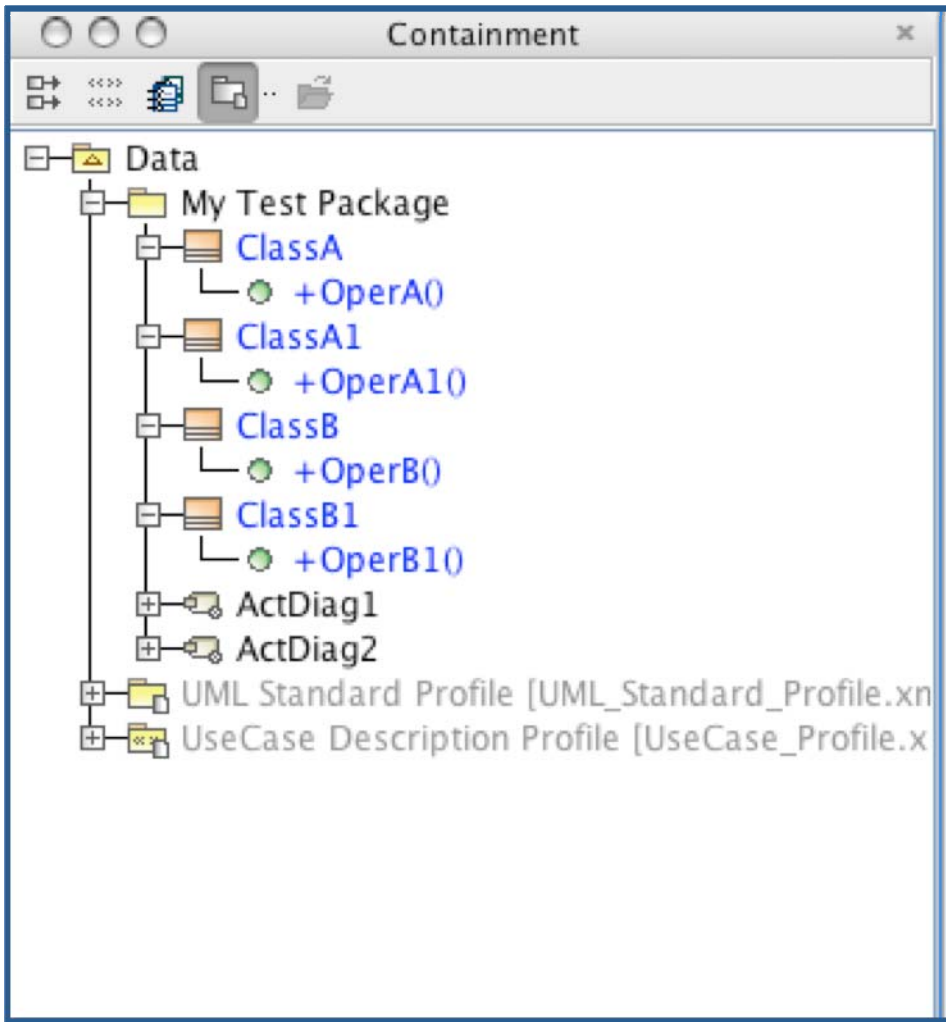 Containment
Data
My Test Package
ClassA
+OperA()
ClassA1
+OperA1()
ClassB
+OperB()
ClassB1
+OperB1()
ActDiag1
ActDiag2
UML Standard Profile [UML_Standard_Profile.xn
UseCase Description Profile [UseCase_Profile.x